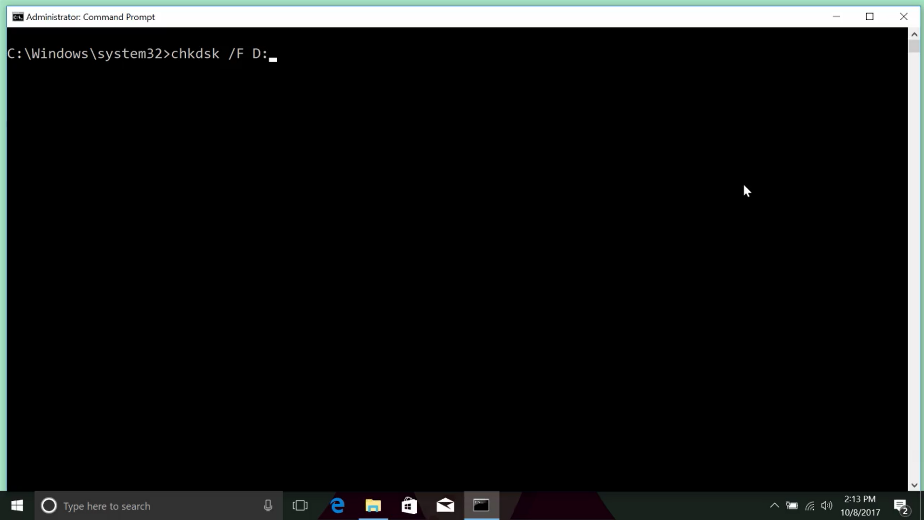 Administrator: Command Prompt
C:\Windows\system32>chkdsk /F D:
Type here to search
2:13 PM
10/8/2017
2